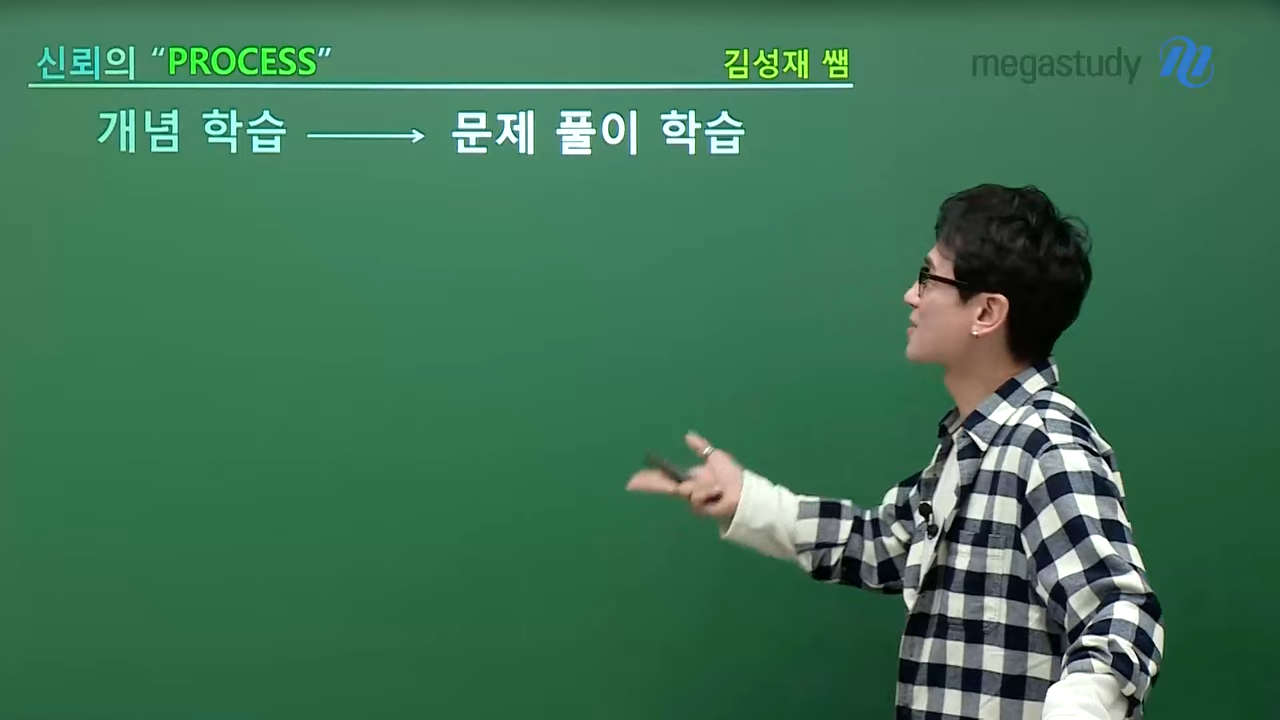 신뢰의 “PROCESS” 김성재 쌤 megastudy
개념 학습 → 문제 풀이 학습